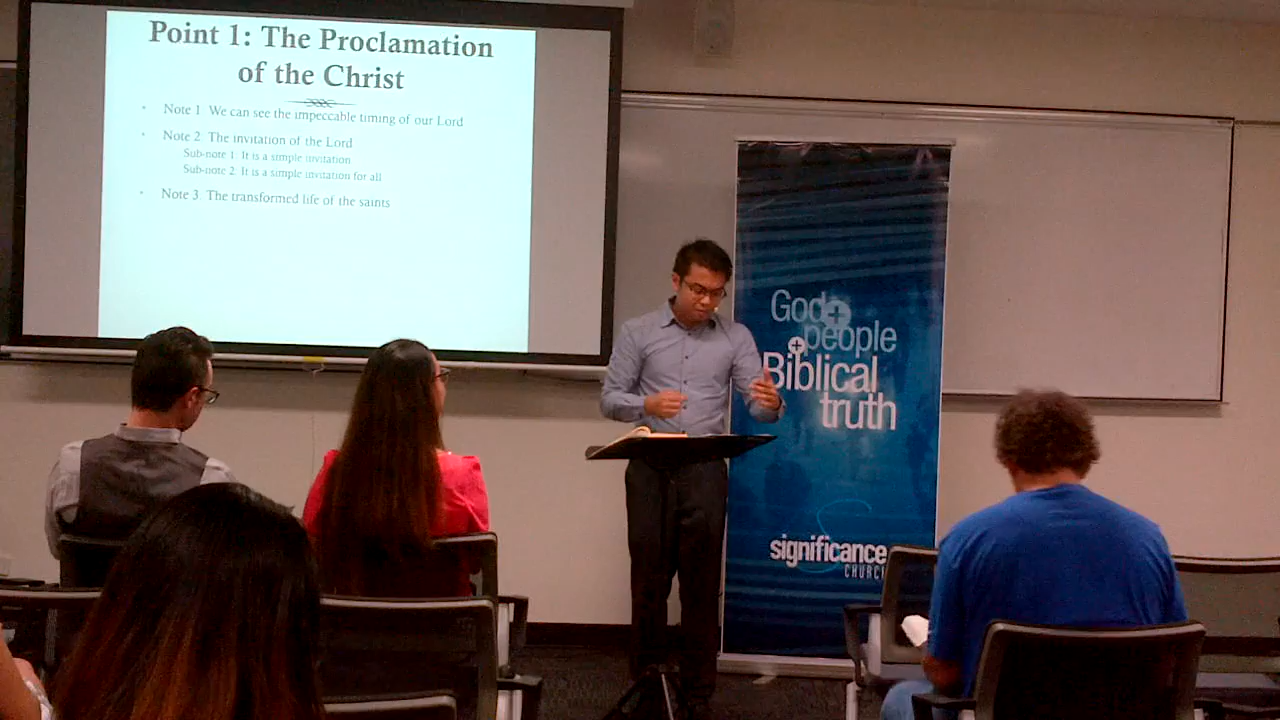 Point 1: The Proclamation
of the Christ
Note 1 We can see the impeccable timing of our Lord
Note 2 The invitation of the Lord
Sub-note 1 It is a simple invitation
Sub-note 2 It is a simple invitation for all
Note 3. The transformed life of the saints
God +
people
+
Biblical
truth
significance
CHURCH